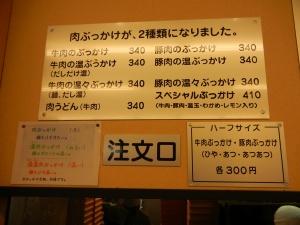 肉ぶっかけが、2種類になりました。
牛肉のぶっかけ 340 豚肉のぶっかけ 340
牛肉の温ぶっかけ 340 豚肉の温ぶっかけ 340
(だしだけ温)
牛肉の温々ぶっかけ 340 豚肉の温々ぶっかけ 340
(麺、だし温) スペシャルぶっかけ 410
肉うどん(牛肉) 340 (牛肉・豚肉・温玉・わかめ・レモン入り)
注文口
ハーフサイズ
牛肉ぶっかけ・豚肉ぶっかけ
(ひや・あつ・あつあつ)
各300円